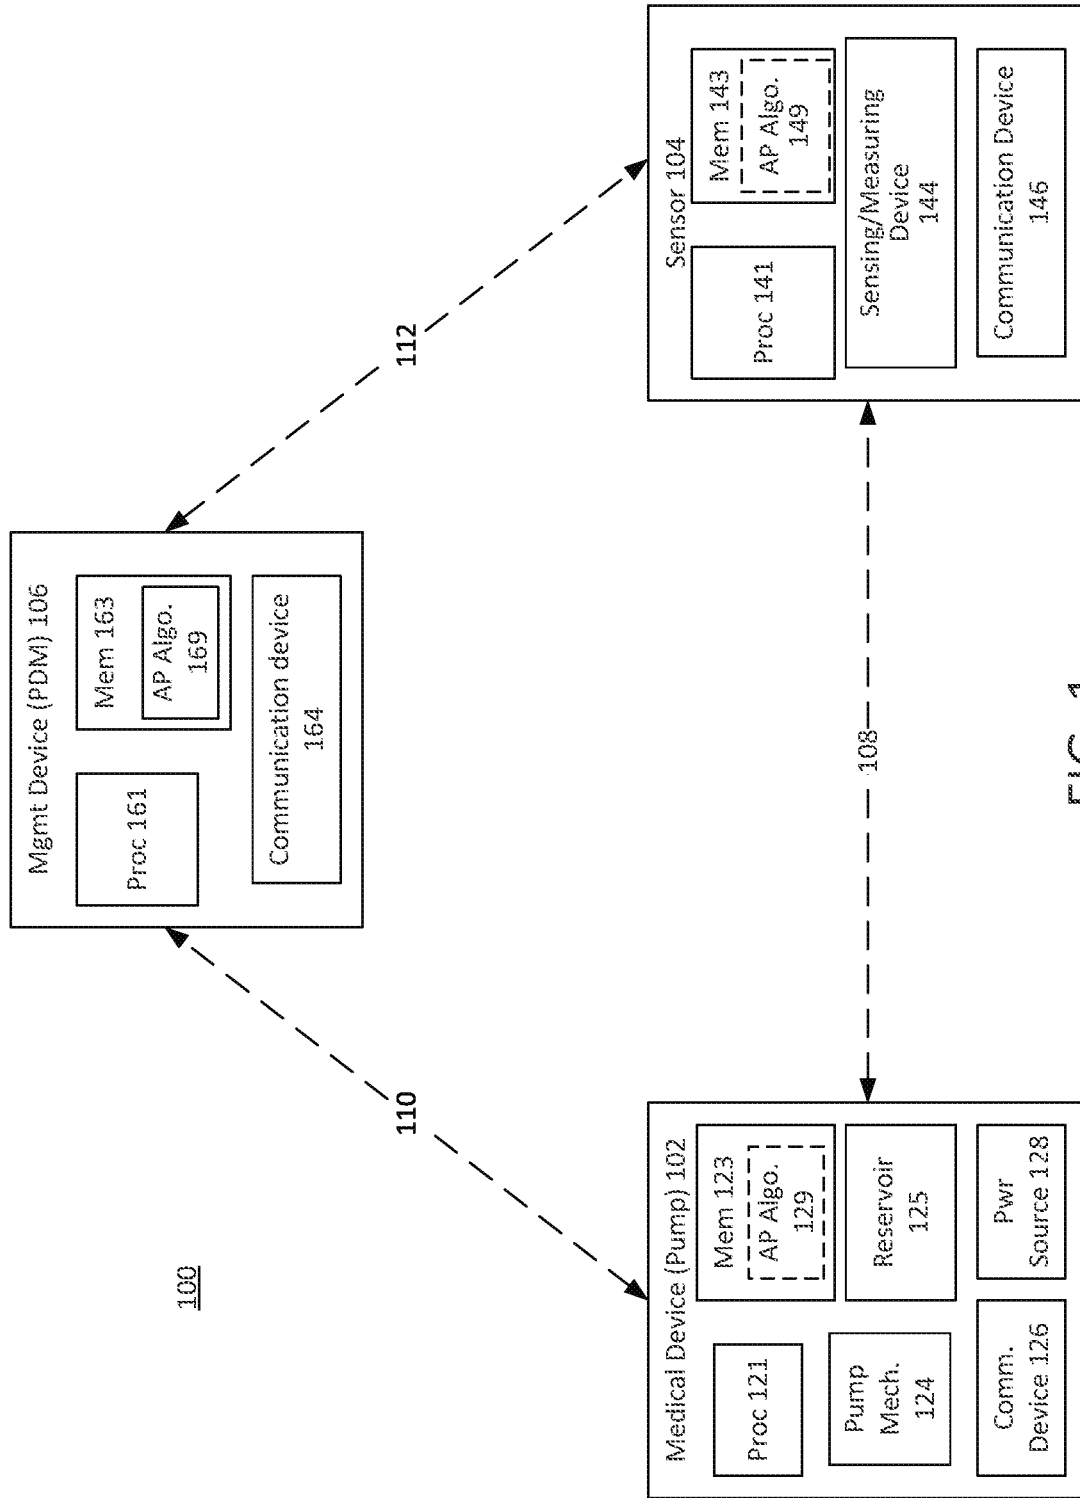 100
Mgmt Device (PDM) 106
Proc 161
Mem 163
AP Algo.
169
Communication device
164
110
112
Medical Device (Pump) 102
Proc 121
Mem 123
AP Algo.
129
Pump
Mech.
124
Reservoir
125
Comm.
Device 126
Pwr
Source 128
108
Sensor 104
Proc 141
Mem 143
AP Algo.
149
Sensing/Measuring
Device
144
Communication Device
146
FIG. 1